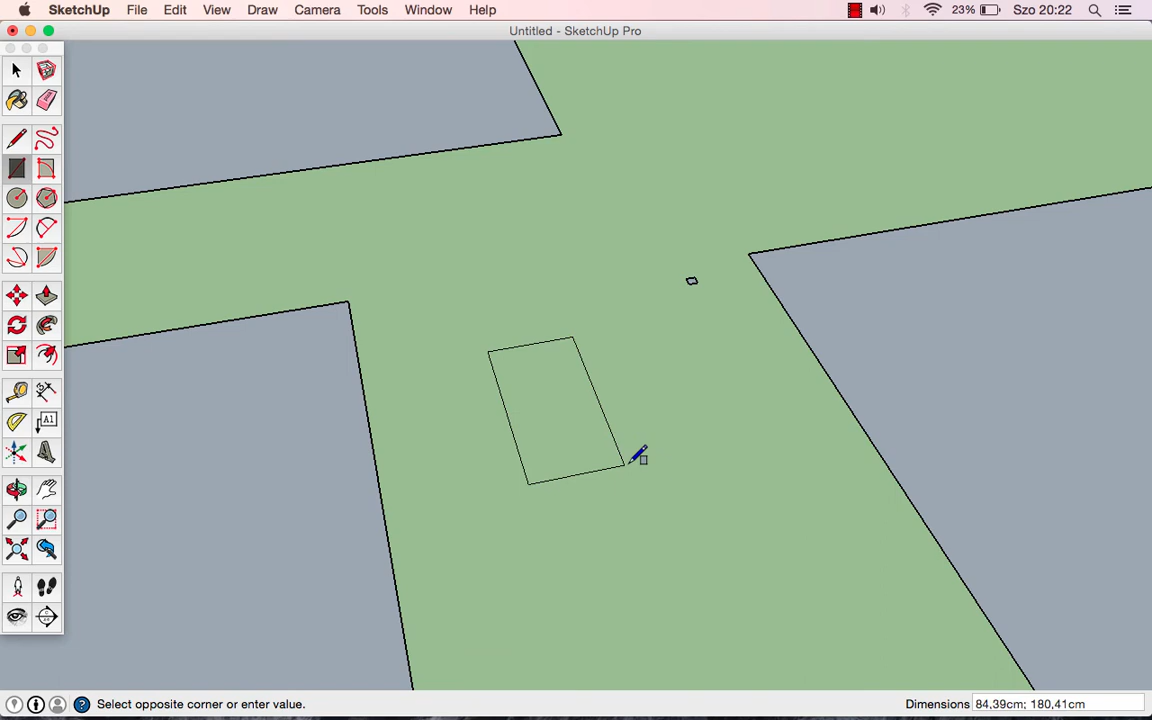 SketchUp File Edit View Draw Camera Tools Window Help 23% Szo 20:22
Untitled - SketchUp Pro
A1
Select opposite corner or enter value. Dimensions 84,39cm; 180,41cm